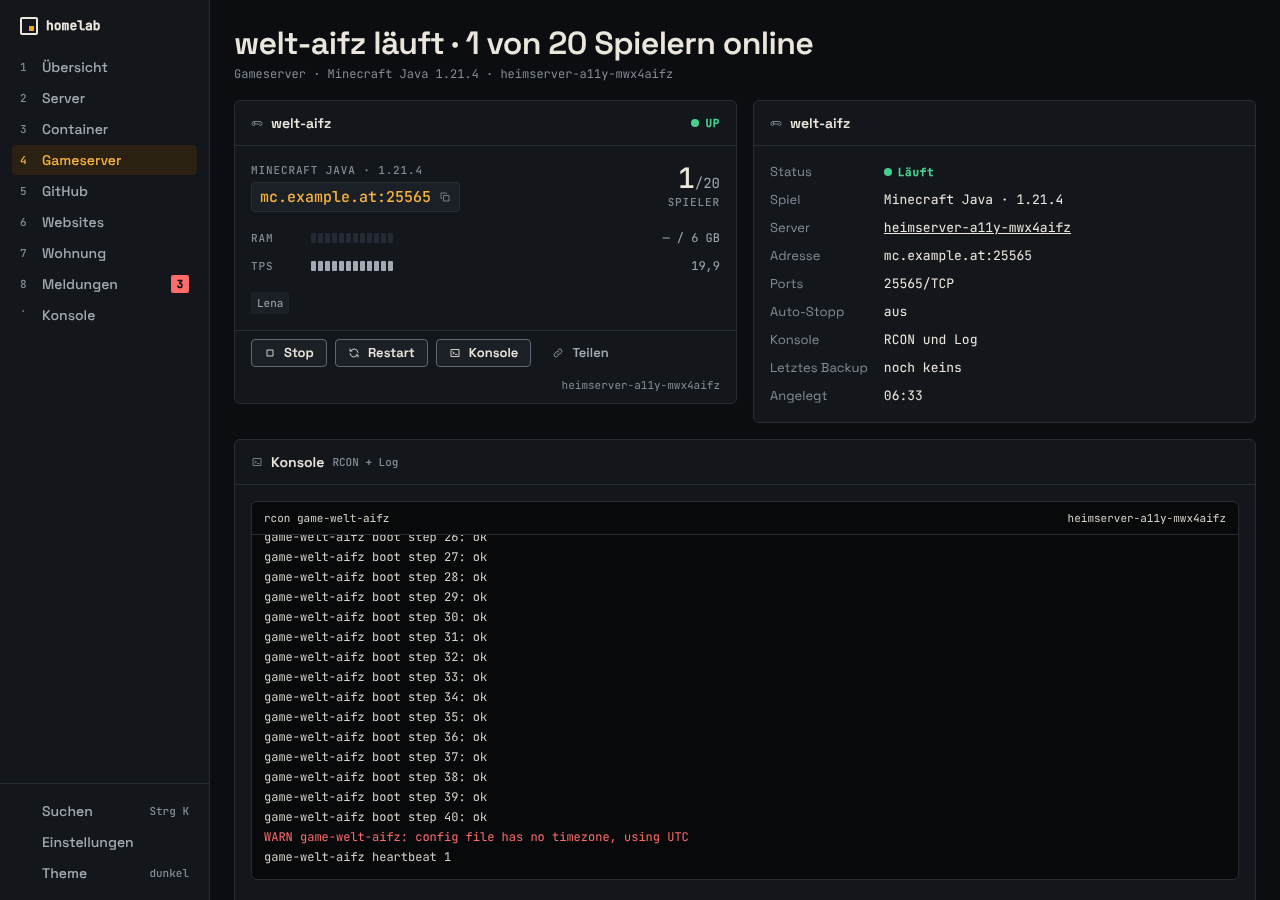 homelab
1 Übersicht
2 Server
3 Container
4 Gameserver
5 GitHub
6 Websites
7 Wohnung
8 Meldungen 3
` Konsole
Suchen Strg K
Einstellungen
Theme dunkel
welt-aifz läuft · 1 von 20 Spielern online
Gameserver · Minecraft Java 1.21.4 · heimserver-a11y-mwx4aifz
welt-aifz UP
MINECRAFT JAVA · 1.21.4
mc.example.at:25565
1/20
SPIELER
RAM — / 6 GB
TPS 19,9
Lena
Stop Restart Konsole Teilen
heimserver-a11y-mwx4aifz
welt-aifz
Status Läuft
Spiel Minecraft Java · 1.21.4
Server heimserver-a11y-mwx4aifz
Adresse mc.example.at:25565
Ports 25565/TCP
Auto-Stopp aus
Konsole RCON und Log
Letztes Backup noch keins
Angelegt 06:33
Konsole RCON + Log
rcon game-welt-aifz heimserver-a11y-mwx4aifz
game-welt-aifz boot step 26: ok
game-welt-aifz boot step 27: ok
game-welt-aifz boot step 28: ok
game-welt-aifz boot step 29: ok
game-welt-aifz boot step 30: ok
game-welt-aifz boot step 31: ok
game-welt-aifz boot step 32: ok
game-welt-aifz boot step 33: ok
game-welt-aifz boot step 34: ok
game-welt-aifz boot step 35: ok
game-welt-aifz boot step 36: ok
game-welt-aifz boot step 37: ok
game-welt-aifz boot step 38: ok
game-welt-aifz boot step 39: ok
game-welt-aifz boot step 40: ok
WARN game-welt-aifz: config file has no timezone, using UTC
game-welt-aifz heartbeat 1